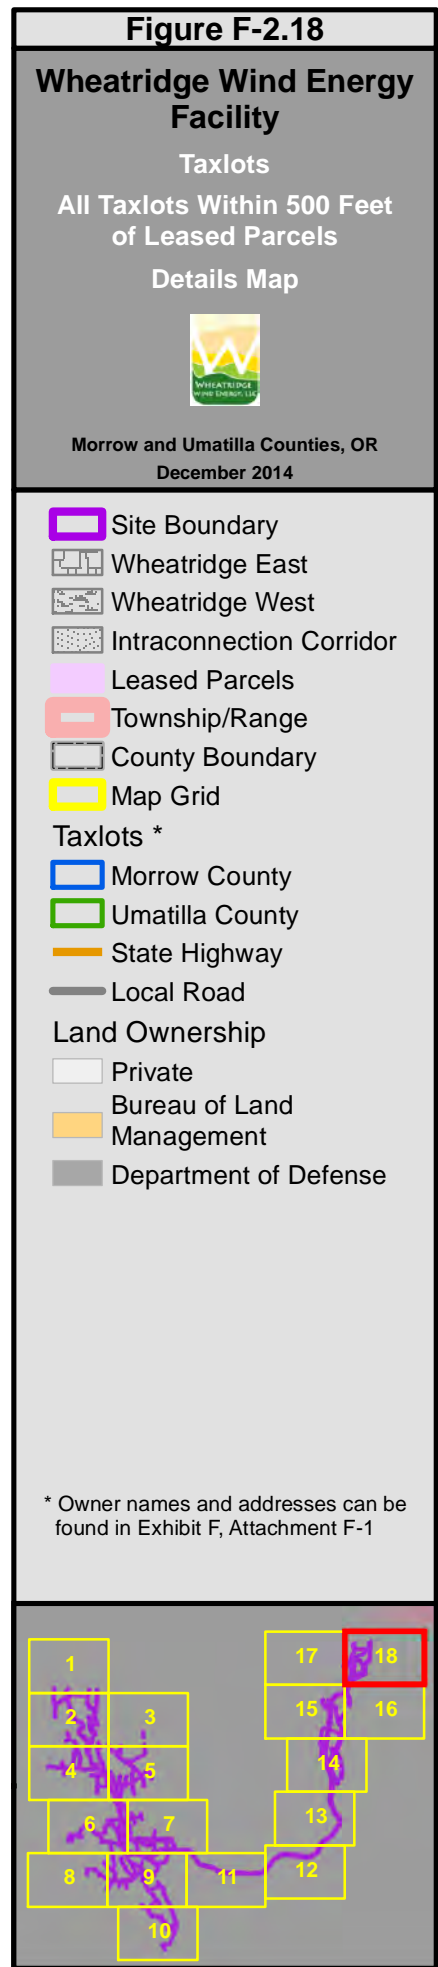 Figure F-2.18
Wheatridge Wind Energy
Facility
Taxlots
All Taxlots Within 500 Feet
of Leased Parcels
Details Map
W
WHEATRIDGE
WIND ENERGY, LLC
Morrow and Umatilla Counties, OR
December 2014
Site Boundary
Wheatridge East
Wheatridge West
Intraconnection Corridor
Leased Parcels
Township/Range
County Boundary
Map Grid
Taxlots *
Morrow County
Umatilla County
State Highway
Local Road
Land Ownership
Private
Bureau of Land
Management
Department of Defense
* Owner names and addresses can be
found in Exhibit F, Attachment F-1
1
17
18
2
3
15
16
4
5
14
6
7
13
8
9
11
12
10